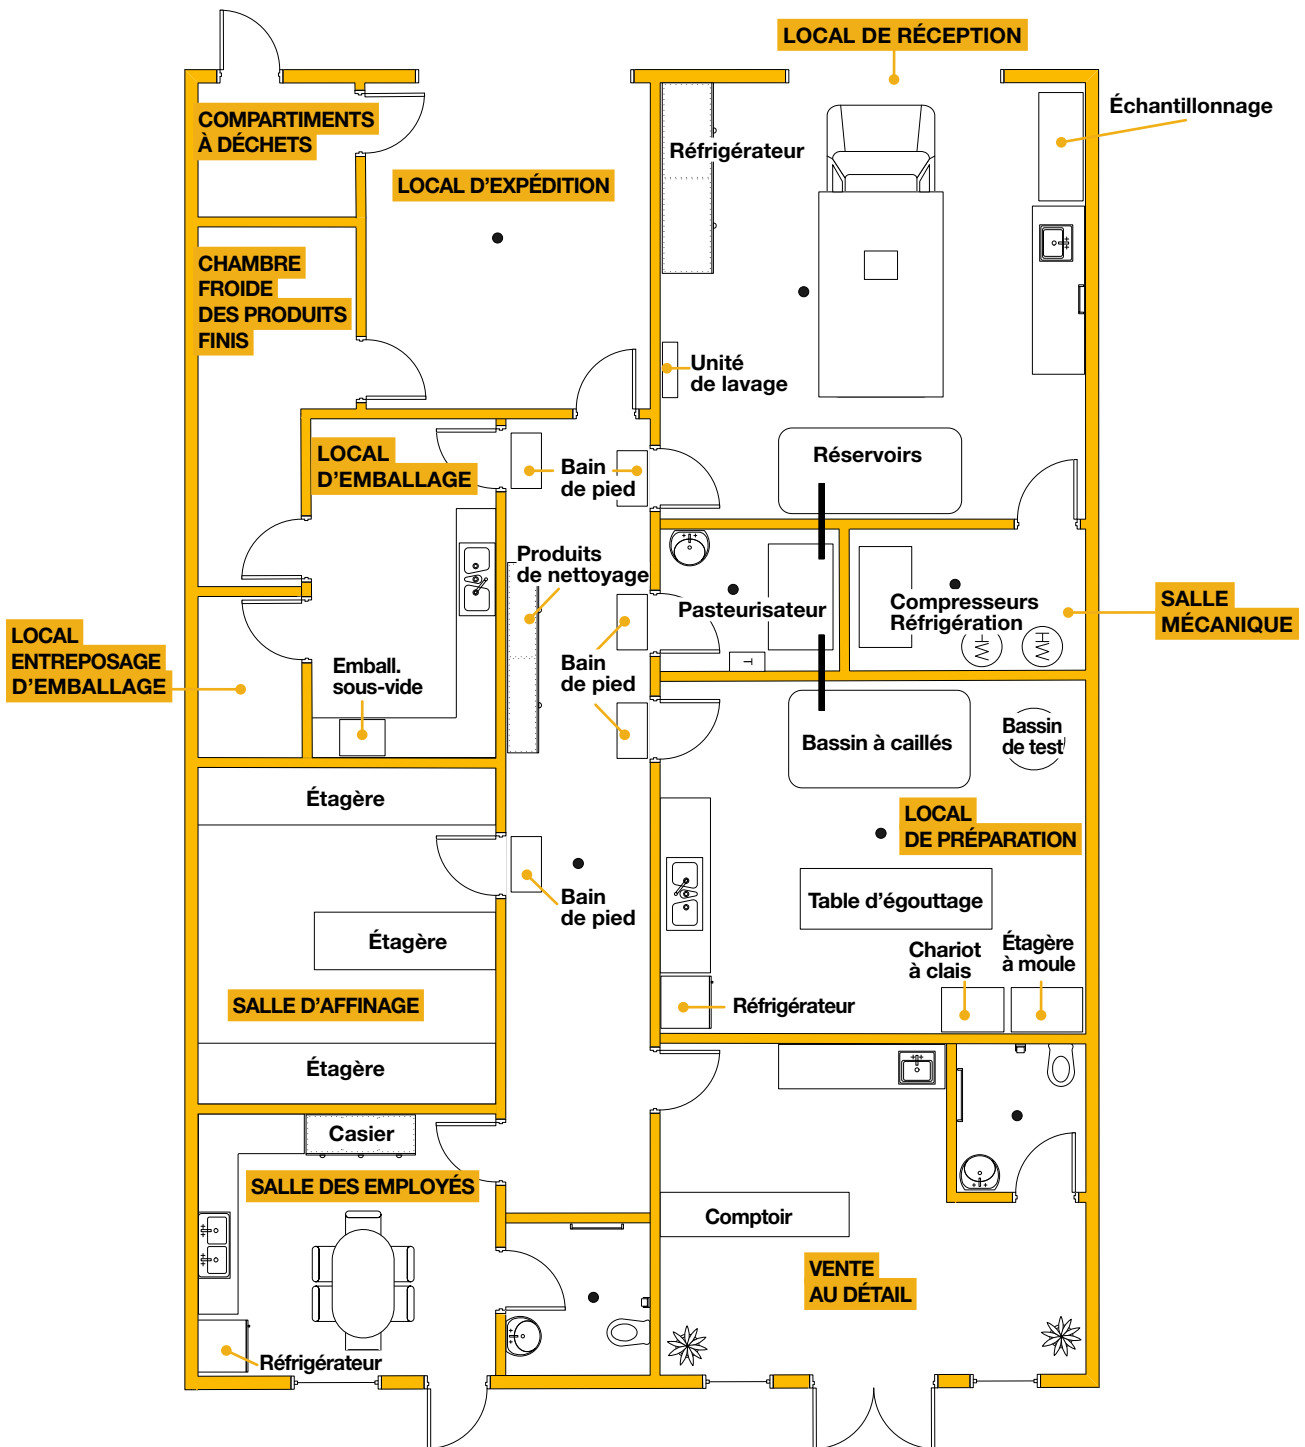 LOCAL DE RÉCEPTION
COMPARTIMENTS
À DÉCHETS
Échantillonnage
Réfrigérateur
LOCAL D'EXPÉDITION
CHAMBRE
FROIDE
DES PRODUITS
FINIS
Unité
de lavage
LOCAL
D'EMBALLAGE
Bain
de pied
Réservoirs
Produits
de nettoyage
Pasteurisateur
Compresseurs
Réfrigération
SALLE
MÉCANIQUE
LOCAL
ENTREPOSAGE
D'EMBALLAGE
Emball.
sous-vide
Bain
de pied
T
Bassin à caillés
Bassin
de test
Étagère
LOCAL
DE PRÉPARATION
Bain
de pied
Table d'égouttage
Étagère
Chariot
à clais
Étagère
à moule
SALLE D'AFFINAGE
Réfrigérateur
Étagère
Casier
SALLE DES EMPLOYÉS
Comptoir
VENTE
AU DÉTAIL
Réfrigérateur